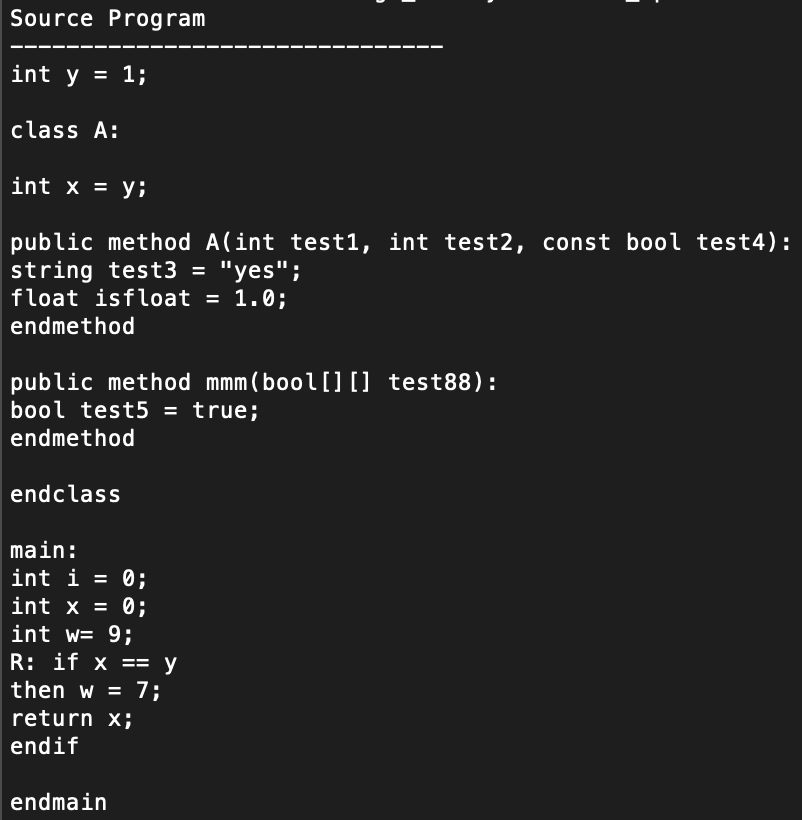 Source Program
-------------------------------
int y = 1;
class A:
int x = y;
public method A(int test1, int test2, const bool test4):
string test3 = "yes";
float isfloat = 1.0;
endmethod
public method mmm(bool[][] test88):
bool test5 = true;
endmethod
endclass
main:
int i = 0;
int x = 0;
int w= 9;
R: if x == y
then w = 7;
return x;
endif
endmain